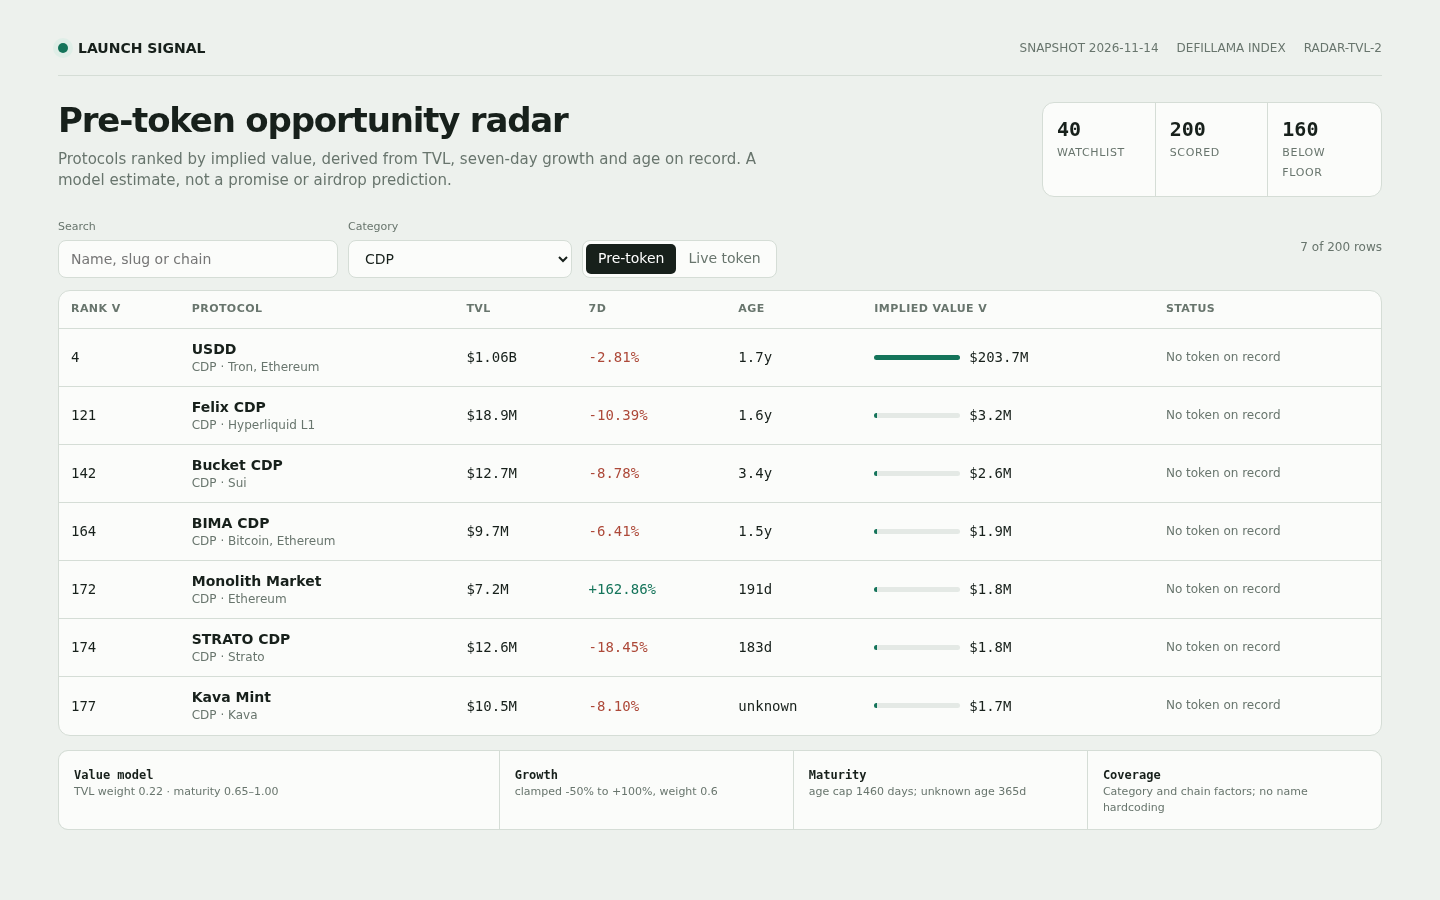 LAUNCH SIGNAL
SNAPSHOT 2026-11-14 DEFILLAMA INDEX RADAR-TVL-2
Pre-token opportunity radar
Protocols ranked by implied value, derived from TVL, seven-day growth and age on record. A
model estimate, not a promise or airdrop prediction.
40 200 160
WATCHLIST SCORED BELOW
FLOOR
Search Category
Name, slug or chain CDP Pre-token Live token
7 of 200 rows
RANK V PROTOCOL TVL 7D AGE IMPLIED VALUE V STATUS
4 USDD $1.06B -2.81% 1.7y $203.7M No token on record
CDP · Tron, Ethereum
121 Felix CDP $18.9M -10.39% 1.6y $3.2M No token on record
CDP · Hyperliquid L1
142 Bucket CDP $12.7M -8.78% 3.4y $2.6M No token on record
CDP · Sui
164 BIMA CDP $9.7M -6.41% 1.5y $1.9M No token on record
CDP · Bitcoin, Ethereum
172 Monolith Market $7.2M +162.86% 191d $1.8M No token on record
CDP · Ethereum
174 STRATO CDP $12.6M -18.45% 183d $1.8M No token on record
CDP · Strato
177 Kava Mint $10.5M -8.10% unknown $1.7M No token on record
CDP · Kava
Value model Growth Maturity Coverage
TVL weight 0.22 · maturity 0.65–1.00 clamped -50% to +100%, weight 0.6 age cap 1460 days; unknown age 365d Category and chain factors; no name
hardcoding